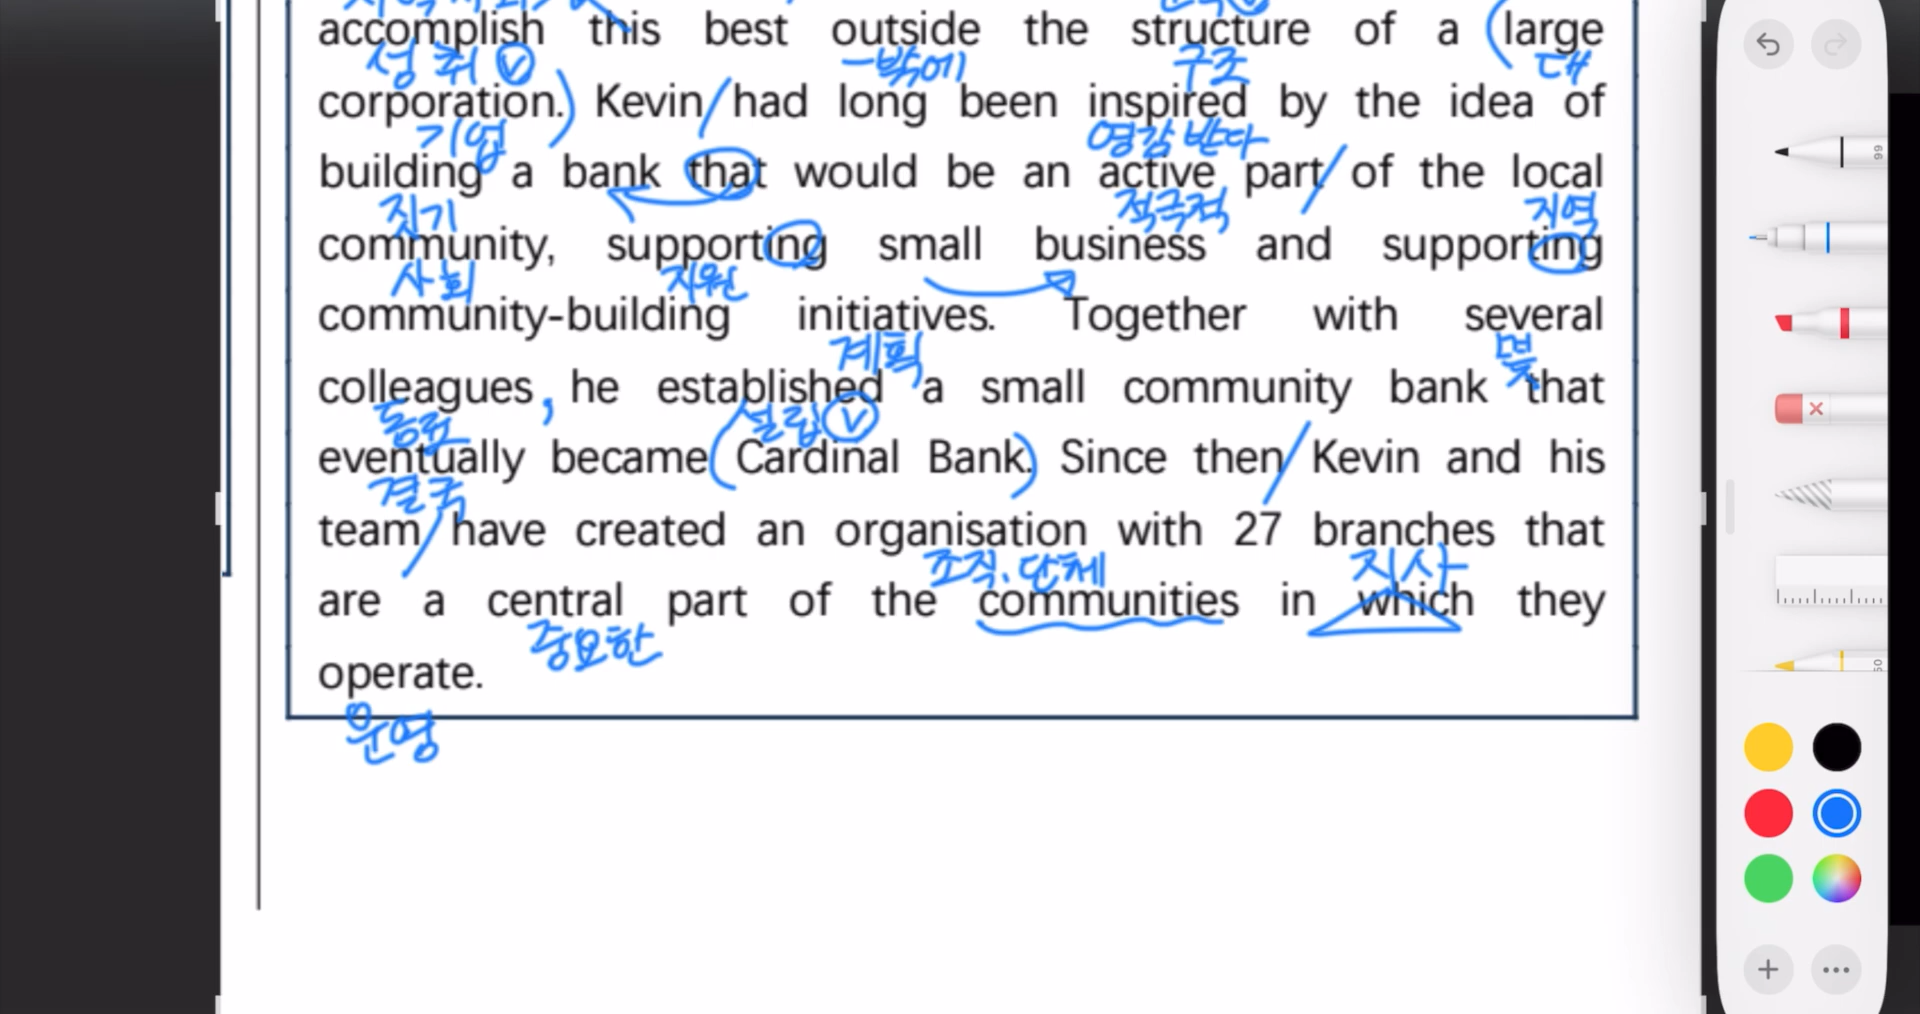 accomplish this best outside the structure of a (large
성취 ⓥ ~밖에 구조 대
corporation.) Kevin/had long been inspired by the idea of
기업 영감 받다
building a bank that would be an active part/of the local
짓기 적극적 지역
community, supporting small business and supporting
사회 지원
community-building initiatives. Together with several
계획 몇
colleagues, he established a small community bank that
동료 설립 ⓥ
eventually became (Cardinal Bank.) Since then/Kevin and his
결국
team/have created an organisation with 27 branches that
조직.단체 지사
are a central part of the communities in which they
중요한
operate.
운영
99
50